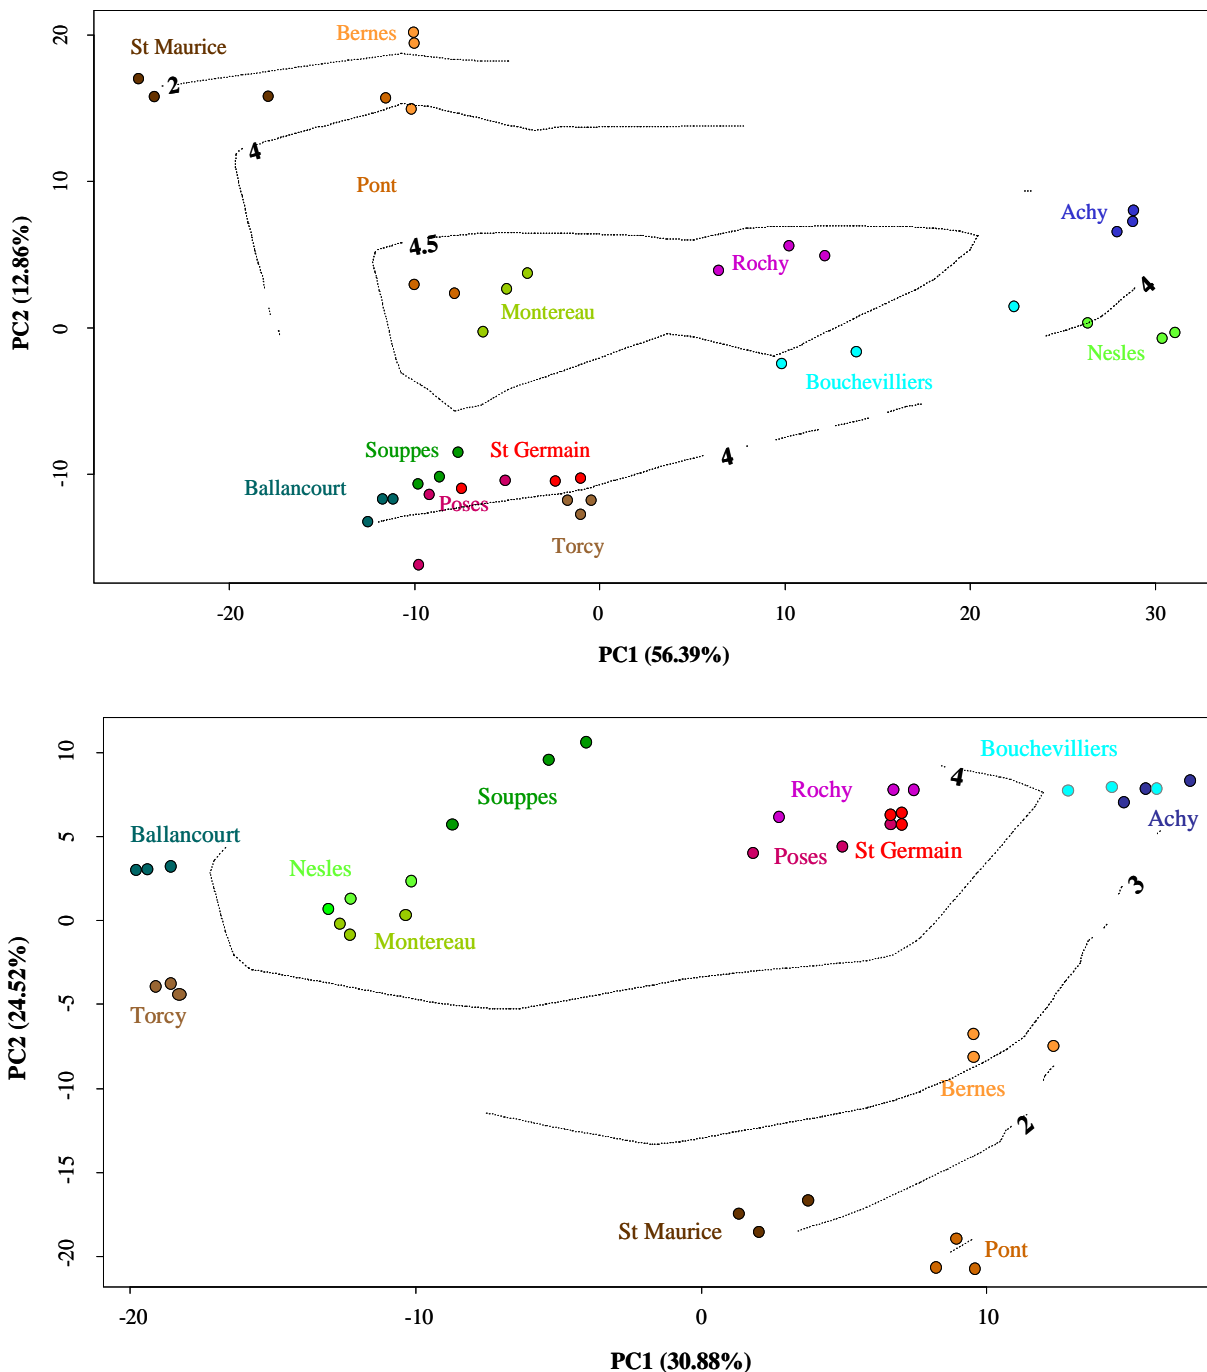 20
Bernes
St Maurice
2
4
10
Pont
Achy
4.5
Rochy
4
PC2 (12.86%)
Montereau
0
Nesles
Bouchevilliers
Souppes
St Germain
4
-10
Ballancourt
Poses
Torcy
-20
-10
0
10
20
30
PC1 (56.39%)
10
Bouchevilliers
4
Rochy
Souppes
Achy
5
Ballancourt
Poses
St Germain
Nesles
3
0
Montereau
PC2 (24.52%)
-5
Torcy
-10
Bernes
2
-15
St Maurice
Pont
-20
-20
-10
0
10
PC1 (30.88%)